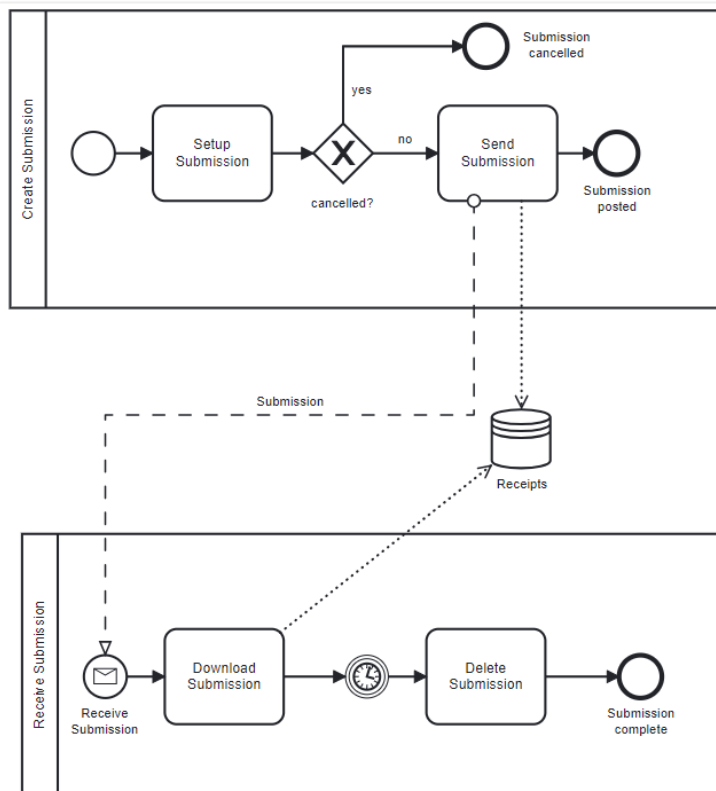 Create Submission
Submission
cancelled
yes
Setup
Submission
no
Send
Submission
cancelled?
Submission
posted
Submission
Receipts
Receive Submission
Download
Submission
Delete
Submission
Receive
Submission
Submission
complete